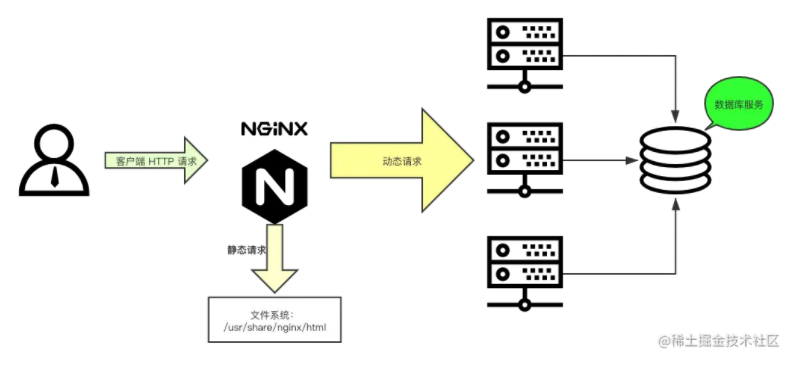 数据库服务
NGINX
客户端 HTTP 请求
动态请求
N
静态请求
文件系统：
/usr/share/nginx/html
@稀土掘金技术社区